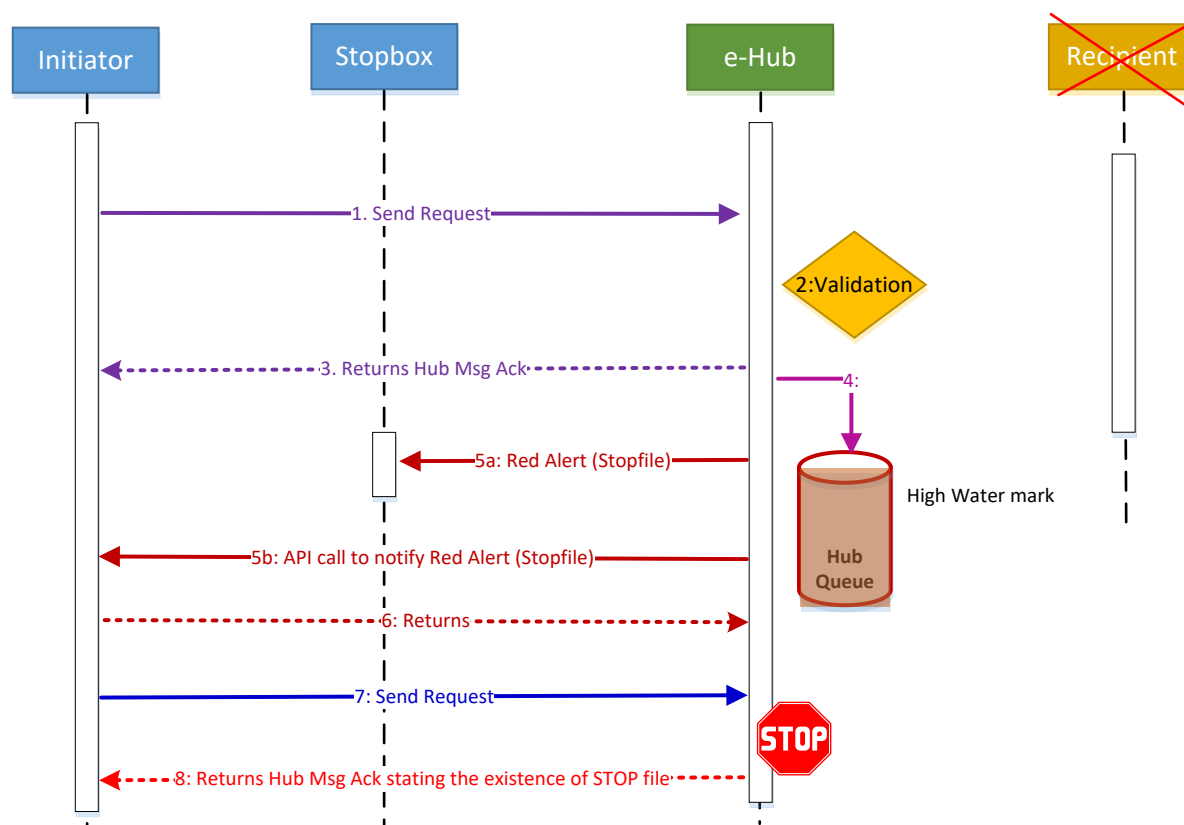 Initiator
Stopbox
e-Hub
Recipient
1. Send Request
2:Validation
3. Returns Hub Msg Ack
4:
5a: Red Alert (Stopfile)
High Water mark
5b: API call to notify Red Alert (Stopfile)
Hub
Queue
6: Returns
7: Send Request
STOP
8: Returns Hub Msg Ack stating the existence of STOP file